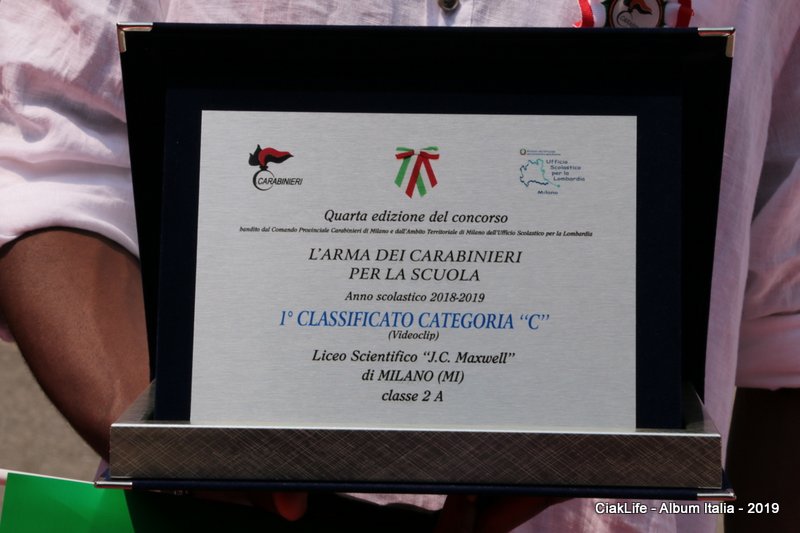 CARABINIERI
Ufficio
Scolastico
per la
Lombardia
Milano
Quarta edizione del concorso
bandito dal Comando Provinciale Carabinieri di Milano e dall'Ambito Territoriale di Milano dell'Ufficio Scolastico per la Lombardia
L'ARMA DEI CARABINIERI
PER LA SCUOLA
Anno scolastico 2018-2019
1° CLASSIFICATO CATEGORIA “C”
(Videoclip)
Liceo Scientifico “J.C. Maxwell”
di MILANO (MI)
classe 2 A
CiakLife - Album Italia - 2019